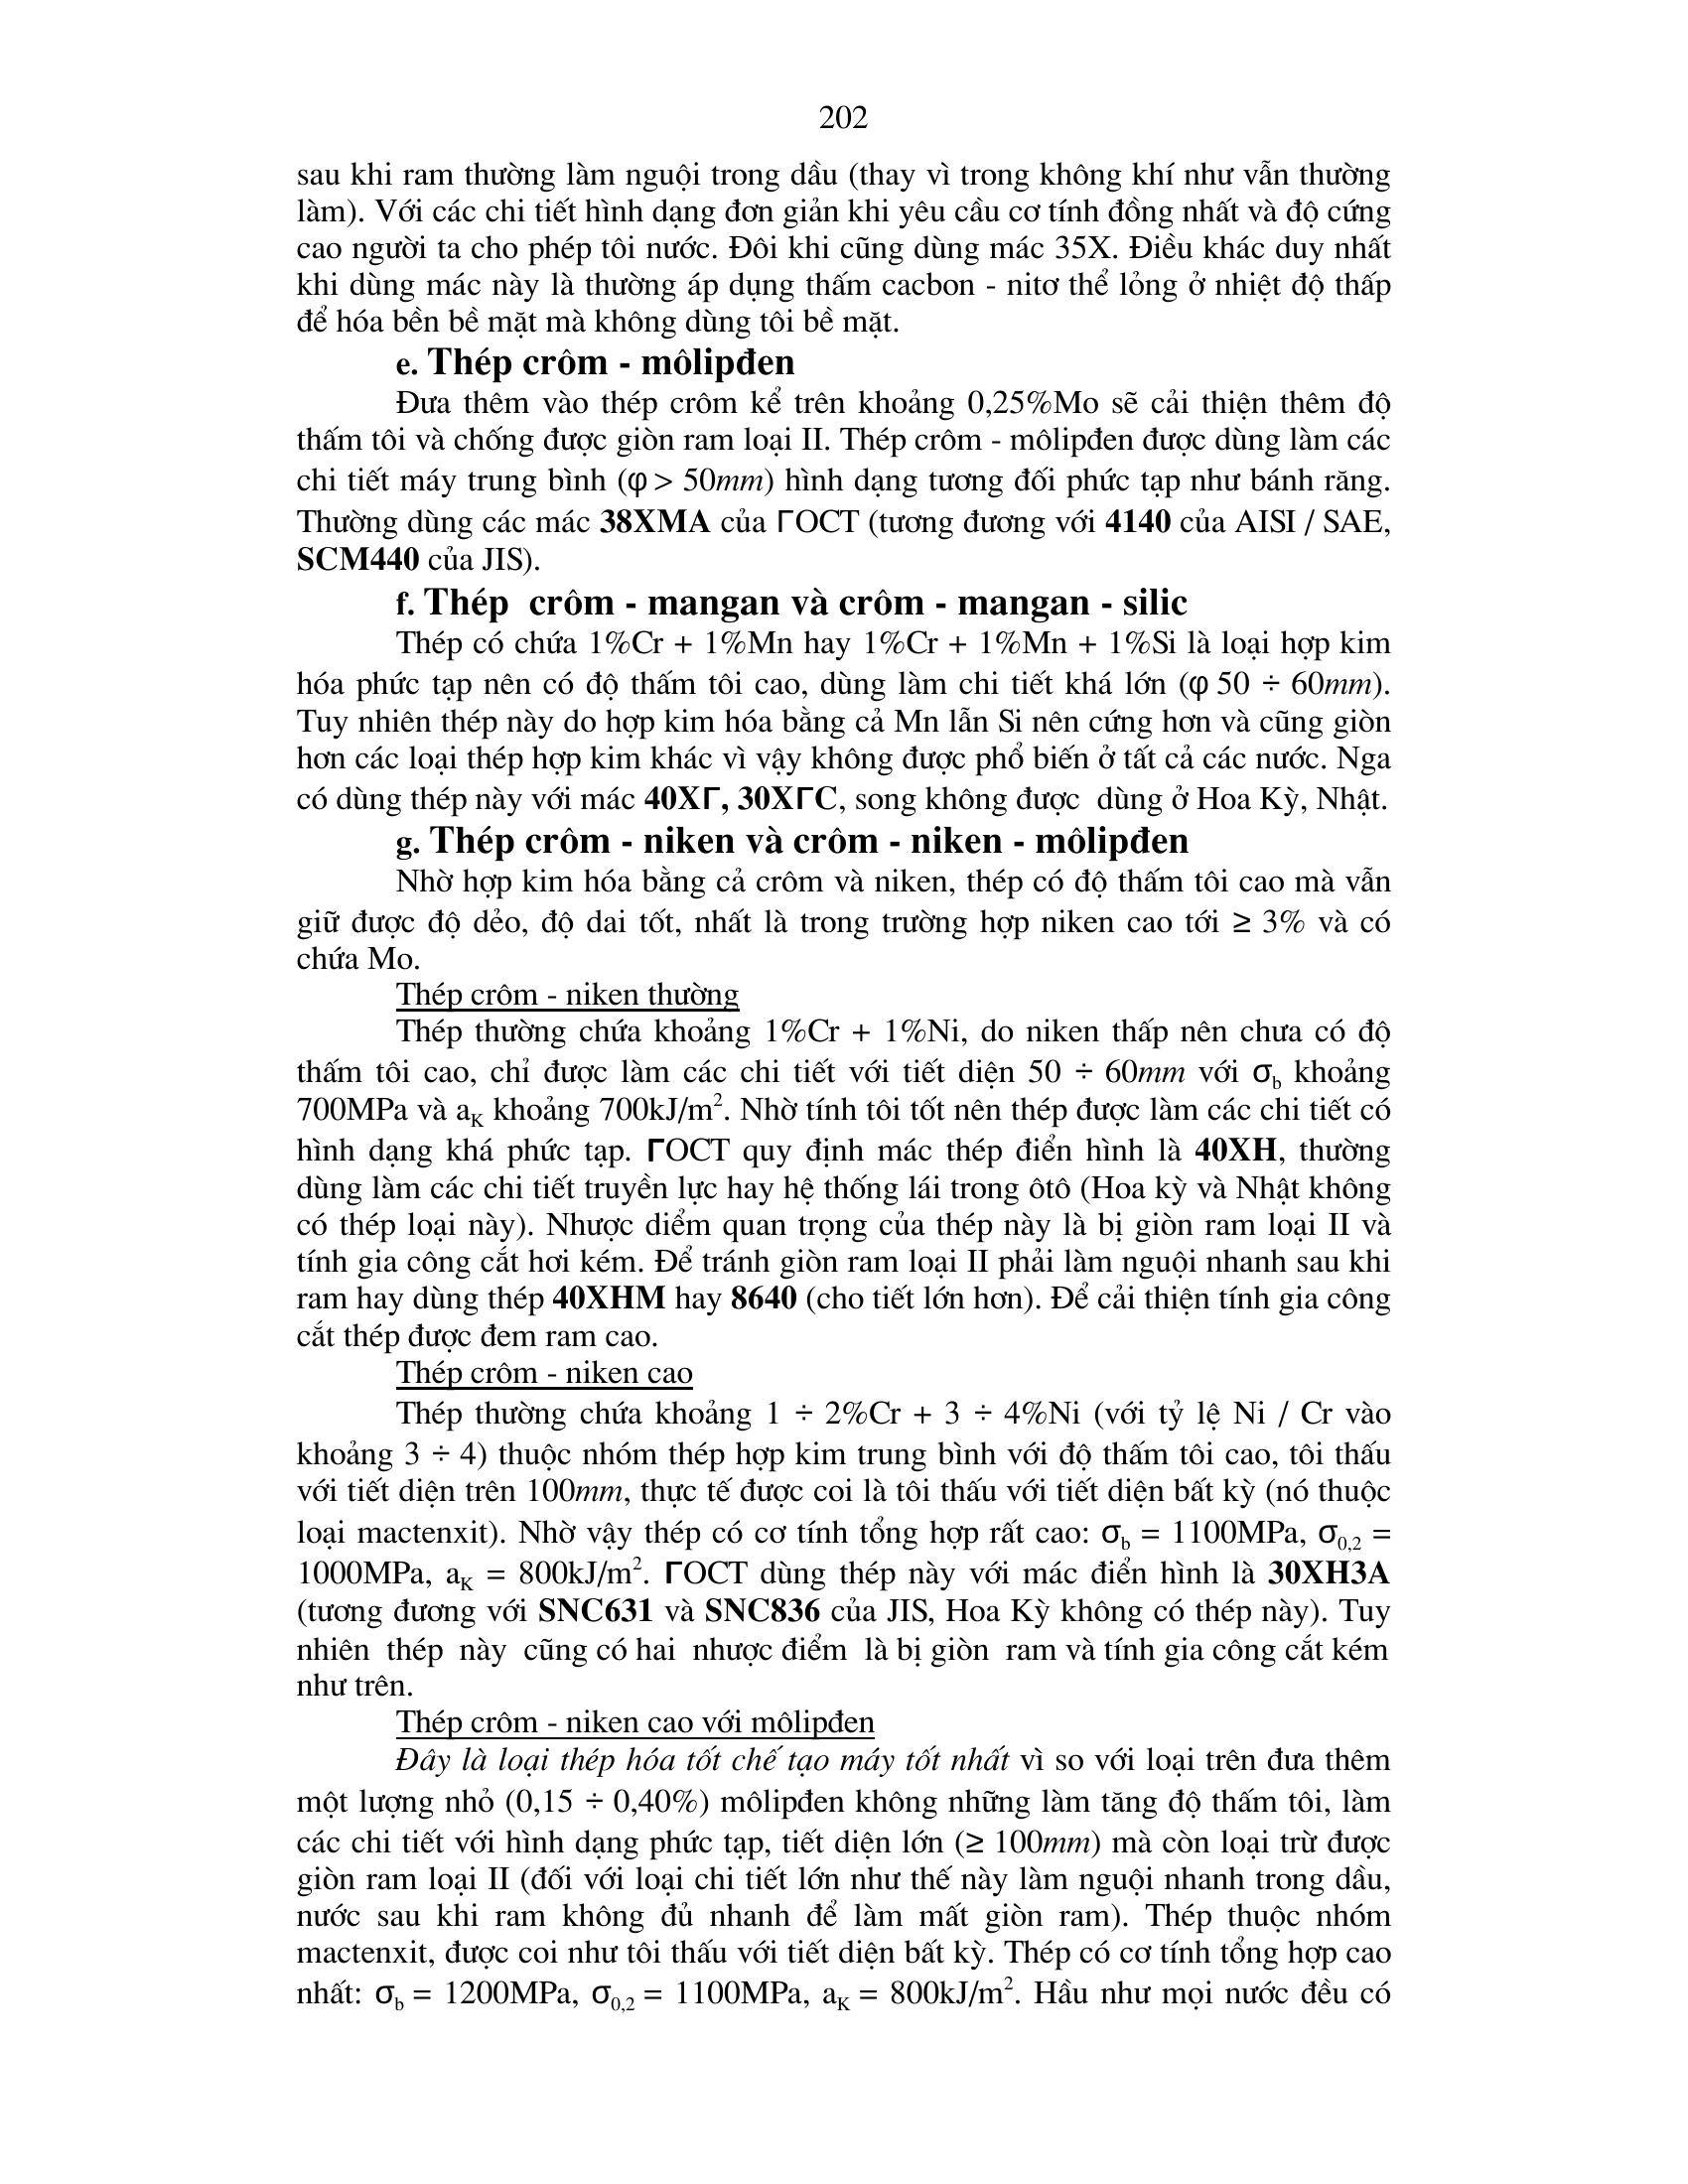 202
sau khi ram thường làm nguội trong dầu (thay vì trong không khí như vẫn thường
làm). Với các chi tiết hình dạng đơn giản khi yêu cầu cơ tính đồng nhất và độ cứng
cao người ta cho phép tôi nước. Đôi khi cũng dùng mác 35X. Điều khác duy nhất
khi dùng mác này là thường áp dụng thấm cacbon - nitơ thể lỏng ở nhiệt độ thấp
để hóa bền bề mặt mà không dùng tôi bề mặt.
e. Thép crôm - môlipđen
Đưa thêm vào thép crôm kể trên khoảng 0,25%Mo sẽ cải thiện thêm độ
thấm tôi và chống được giòn ram loại II. Thép crôm - môlipđen được dùng làm các
chi tiết máy trung bình (φ > 50mm) hình dạng tương đối phức tạp như bánh răng.
Thường dùng các mác 38XMA của ΓOCT (tương đương với 4140 của AISI / SAE,
SCM440 của JIS).
f. Thép crôm - mangan và crôm - mangan - silic
Thép có chứa 1%Cr + 1%Mn hay 1%Cr + 1%Mn + 1%Si là loại hợp kim
hóa phức tạp nên có độ thấm tôi cao, dùng làm chi tiết khá lớn (φ 50 ÷ 60mm).
Tuy nhiên thép này do hợp kim hóa bằng cả Mn lẫn Si nên cứng hơn và cũng giòn
hơn các loại thép hợp kim khác vì vậy không được phổ biến ở tất cả các nước. Nga
có dùng thép này với mác 40XΓ, 30XΓC, song không được dùng ở Hoa Kỳ, Nhật.
g. Thép crôm - niken và crôm - niken - môlipđen
Nhờ hợp kim hóa bằng cả crôm và niken, thép có độ thấm tôi cao mà vẫn
giữ được độ dẻo, độ dai tốt, nhất là trong trường hợp niken cao tới ≥ 3% và có
chứa Mo.
Thép crôm - niken thường
Thép thường chứa khoảng 1%Cr + 1%Ni, do niken thấp nên chưa có độ
thấm tôi cao, chỉ được làm các chi tiết với tiết diện 50 ÷ 60mm với σb khoảng
700MPa và aK khoảng 700kJ/m². Nhờ tính tôi tốt nên thép được làm các chi tiết có
hình dạng khá phức tạp. ΓOCT quy định mác thép điển hình là 40XH, thường
dùng làm các chi tiết truyền lực hay hệ thống lái trong ôtô (Hoa kỳ và Nhật không
có thép loại này). Nhược diểm quan trọng của thép này là bị giòn ram loại II và
tính gia công cắt hơi kém. Để tránh giòn ram loại II phải làm nguội nhanh sau khi
ram hay dùng thép 40XHM hay 8640 (cho tiết lớn hơn). Để cải thiện tính gia công
cắt thép được đem ram cao.
Thép crôm - niken cao
Thép thường chứa khoảng 1 ÷ 2%Cr + 3 ÷ 4%Ni (với tỷ lệ Ni / Cr vào
khoảng 3 ÷ 4) thuộc nhóm thép hợp kim trung bình với độ thấm tôi cao, tôi thấu
với tiết diện trên 100mm, thực tế được coi là tôi thấu với tiết diện bất kỳ (nó thuộc
loại mactenxit). Nhờ vậy thép có cơ tính tổng hợp rất cao: σb = 1100MPa, σ0,2 =
1000MPa, aK = 800kJ/m². ΓOCT dùng thép này với mác điển hình là 30XH3A
(tương đương với SNC631 và SNC836 của JIS, Hoa Kỳ không có thép này). Tuy
nhiên thép này cũng có hai nhược điểm là bị giòn ram và tính gia công cắt kém
như trên.
Thép crôm - niken cao với môlipđen
Đây là loại thép hóa tốt chế tạo máy tốt nhất vì so với loại trên đưa thêm
một lượng nhỏ (0,15 ÷ 0,40%) môlipđen không những làm tăng độ thấm tôi, làm
các chi tiết với hình dạng phức tạp, tiết diện lớn (≥ 100mm) mà còn loại trừ được
giòn ram loại II (đối với loại chi tiết lớn như thế này làm nguội nhanh trong dầu,
nước sau khi ram không đủ nhanh để làm mất giòn ram). Thép thuộc nhóm
mactenxit, được coi như tôi thấu với tiết diện bất kỳ. Thép có cơ tính tổng hợp cao
nhất: σb = 1200MPa, σ0,2 = 1100MPa, aK = 800kJ/m². Hầu như mọi nước đều có